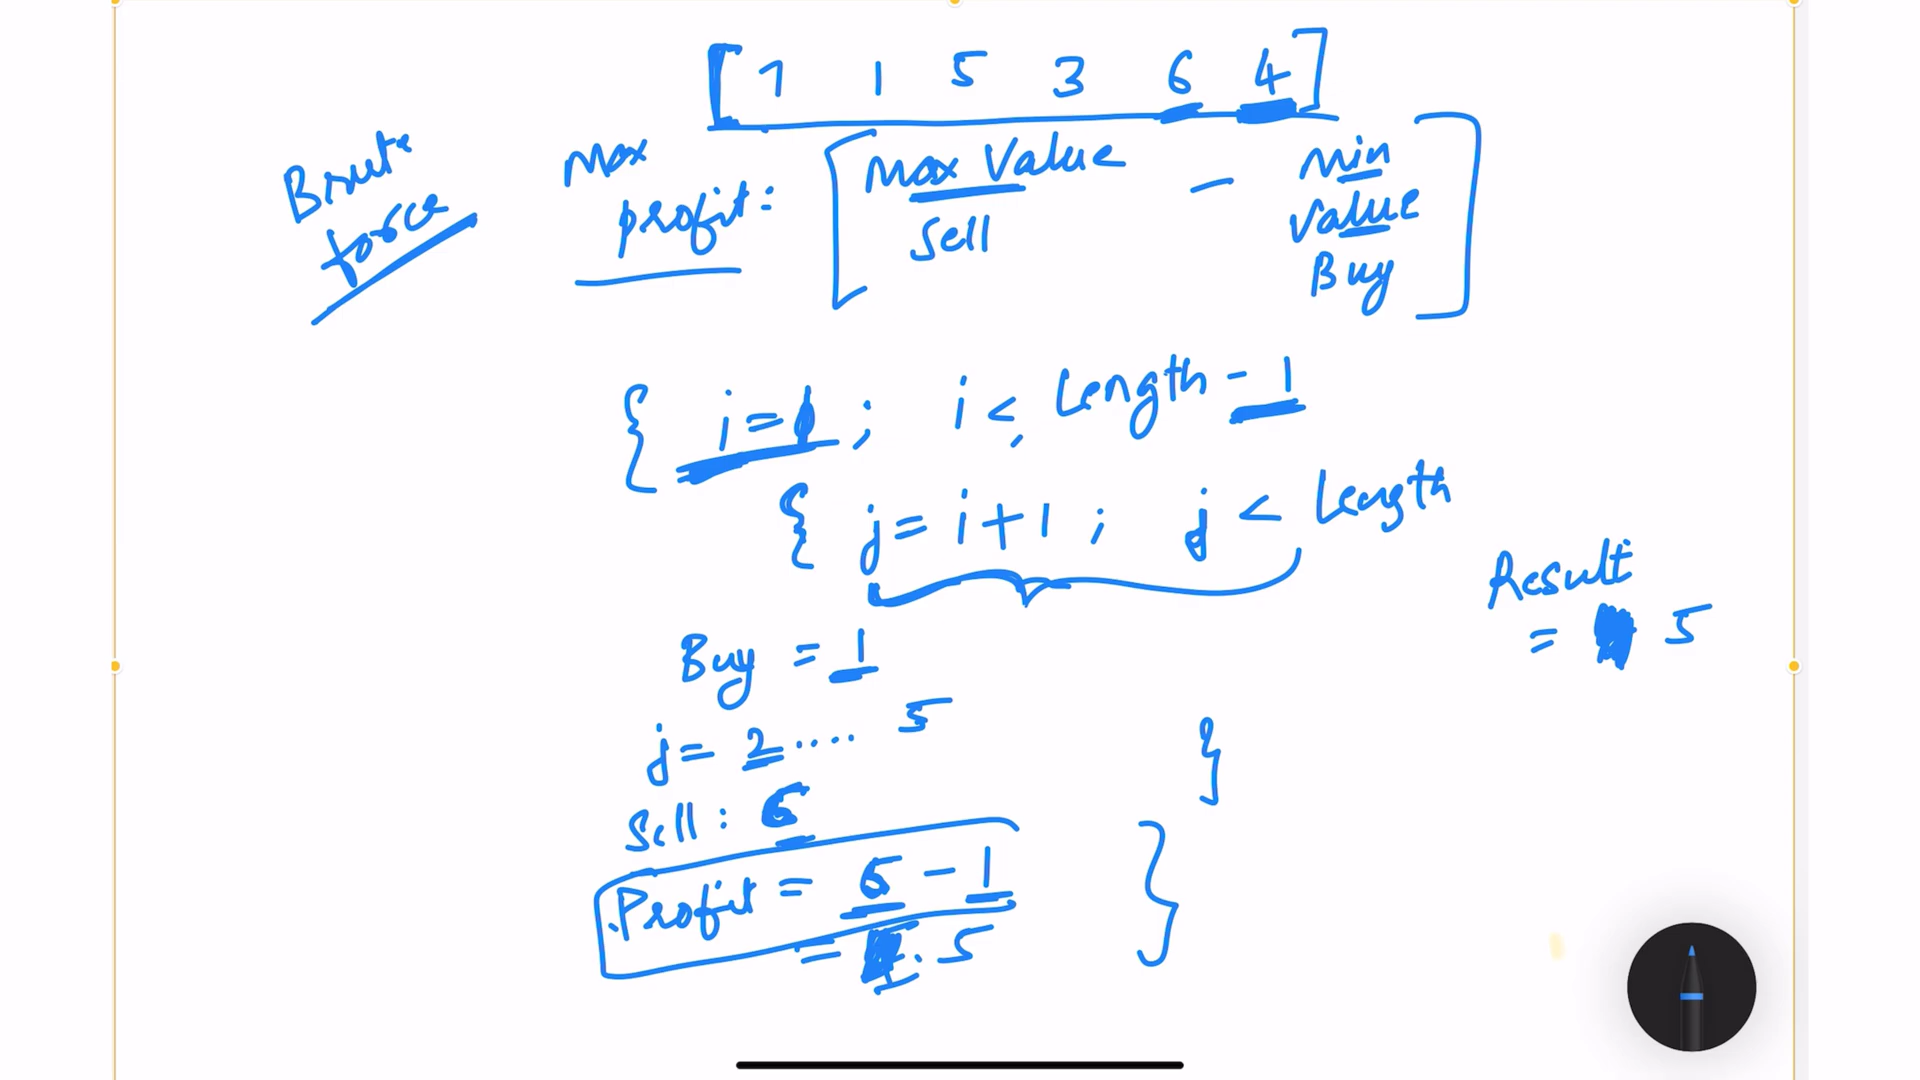 [ 7 1 5 3 6 4 ]
Brute
force
Max
profit:
[ Max Value
Sell
-
Min
Value
Buy ]
{ i = 1 ; i < Length - 1
{ j = i + 1 ; j < Length
Result
= 5
Buy = 1
j = 2 .... 5
}
Sell : 6
Profit = 6 - 1
}
= 5